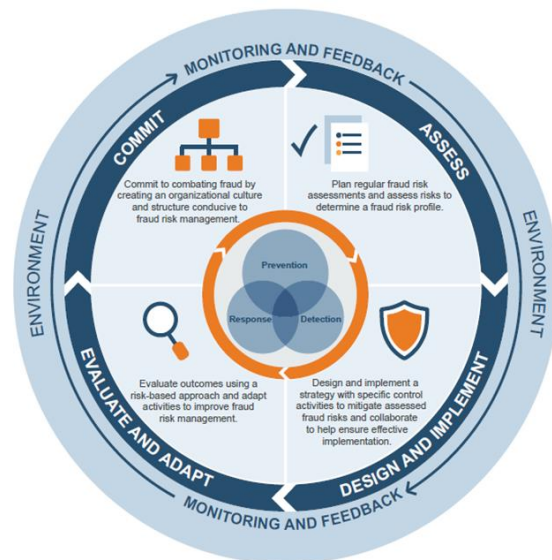 MONITORING AND FEEDBACK
COMMIT
ASSESS
Commit to combating fraud by
creating an organizational culture
and structure conducive to
fraud risk management.
Plan regular fraud risk
assessments and assess risks to
determine a fraud risk profile.
ENVIRONMENT
ENVIRONMENT
Prevention
Response
Detection
Evaluate outcomes using a
risk-based approach and adapt
activities to improve fraud
risk management.
Design and implement a
strategy with specific control
activities to mitigate assessed
fraud risks and collaborate
to help ensure effective
implementation.
EVALUATE AND ADAPT
DESIGN AND IMPLEMENT
MONITORING AND FEEDBACK